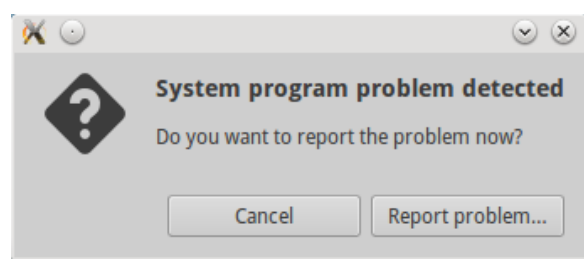 System program problem detected
Do you want to report the problem now?
Cancel
Report problem...